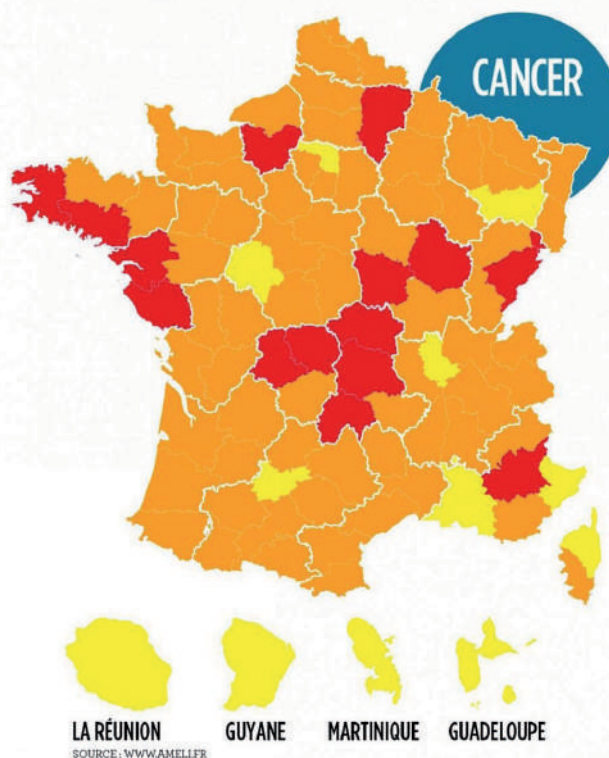 CANCER
LA RÉUNION
GUYANE
MARTINIQUE
GUADELOUPE
SOURCE : WWW.AMELI.FR